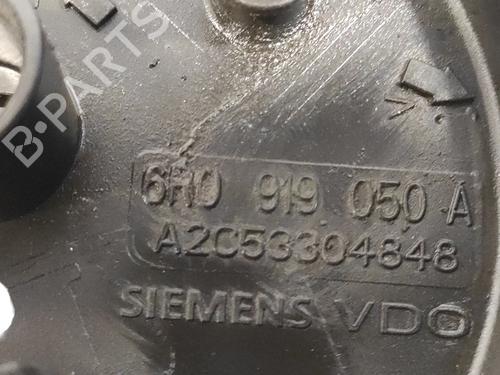 B-PARTS
6R0 919 050 A
A2C53304848
SIEMENS VDO